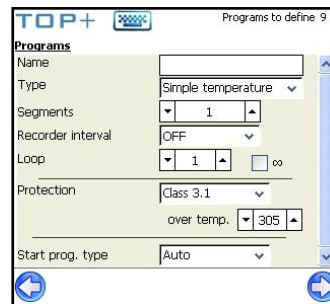 TOP+ Programs to define 9
Programs
Name
Type Simple temperature
Segments 1
Recorder interval OFF
Loop 1 ∞
Protection Class 3.1
over temp. 305
Start prog. type Auto